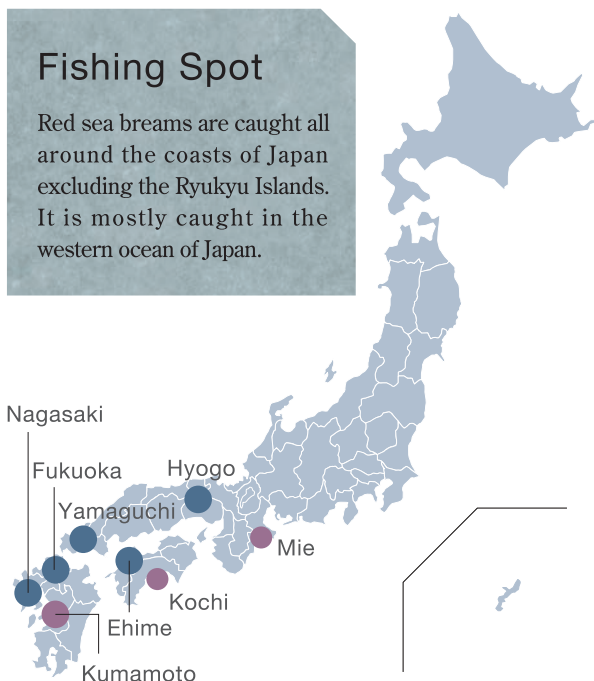 Fishing Spot
Red sea breams are caught all
around the coasts of Japan
excluding the Ryukyu Islands.
It is mostly caught in the
western ocean of Japan.
Nagasaki
Fukuoka
Hyogo
Yamaguchi
Mie
Kochi
Ehime
Kumamoto